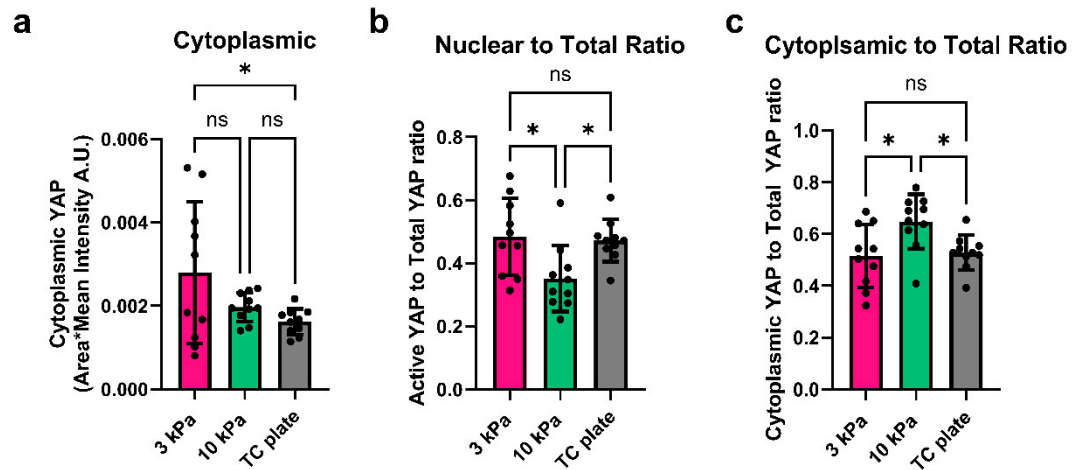 a
Cytoplasmic
*
ns ns
Cytoplasmic YAP
(Area*Mean Intensity A.U.)
0.006
0.004
0.002
0.000
3 kPa
10 kPa
TC plate
b
Nuclear to Total Ratio
ns
* *
Active YAP to Total YAP ratio
0.8
0.6
0.4
0.2
0.0
3 kPa
10 kPa
TC plate
c
Cytoplsamic to Total Ratio
ns
* *
Cytoplasmic YAP to Total YAP ratio
1.0
0.8
0.6
0.4
0.2
0.0
3 kPa
10 kPa
TC plate